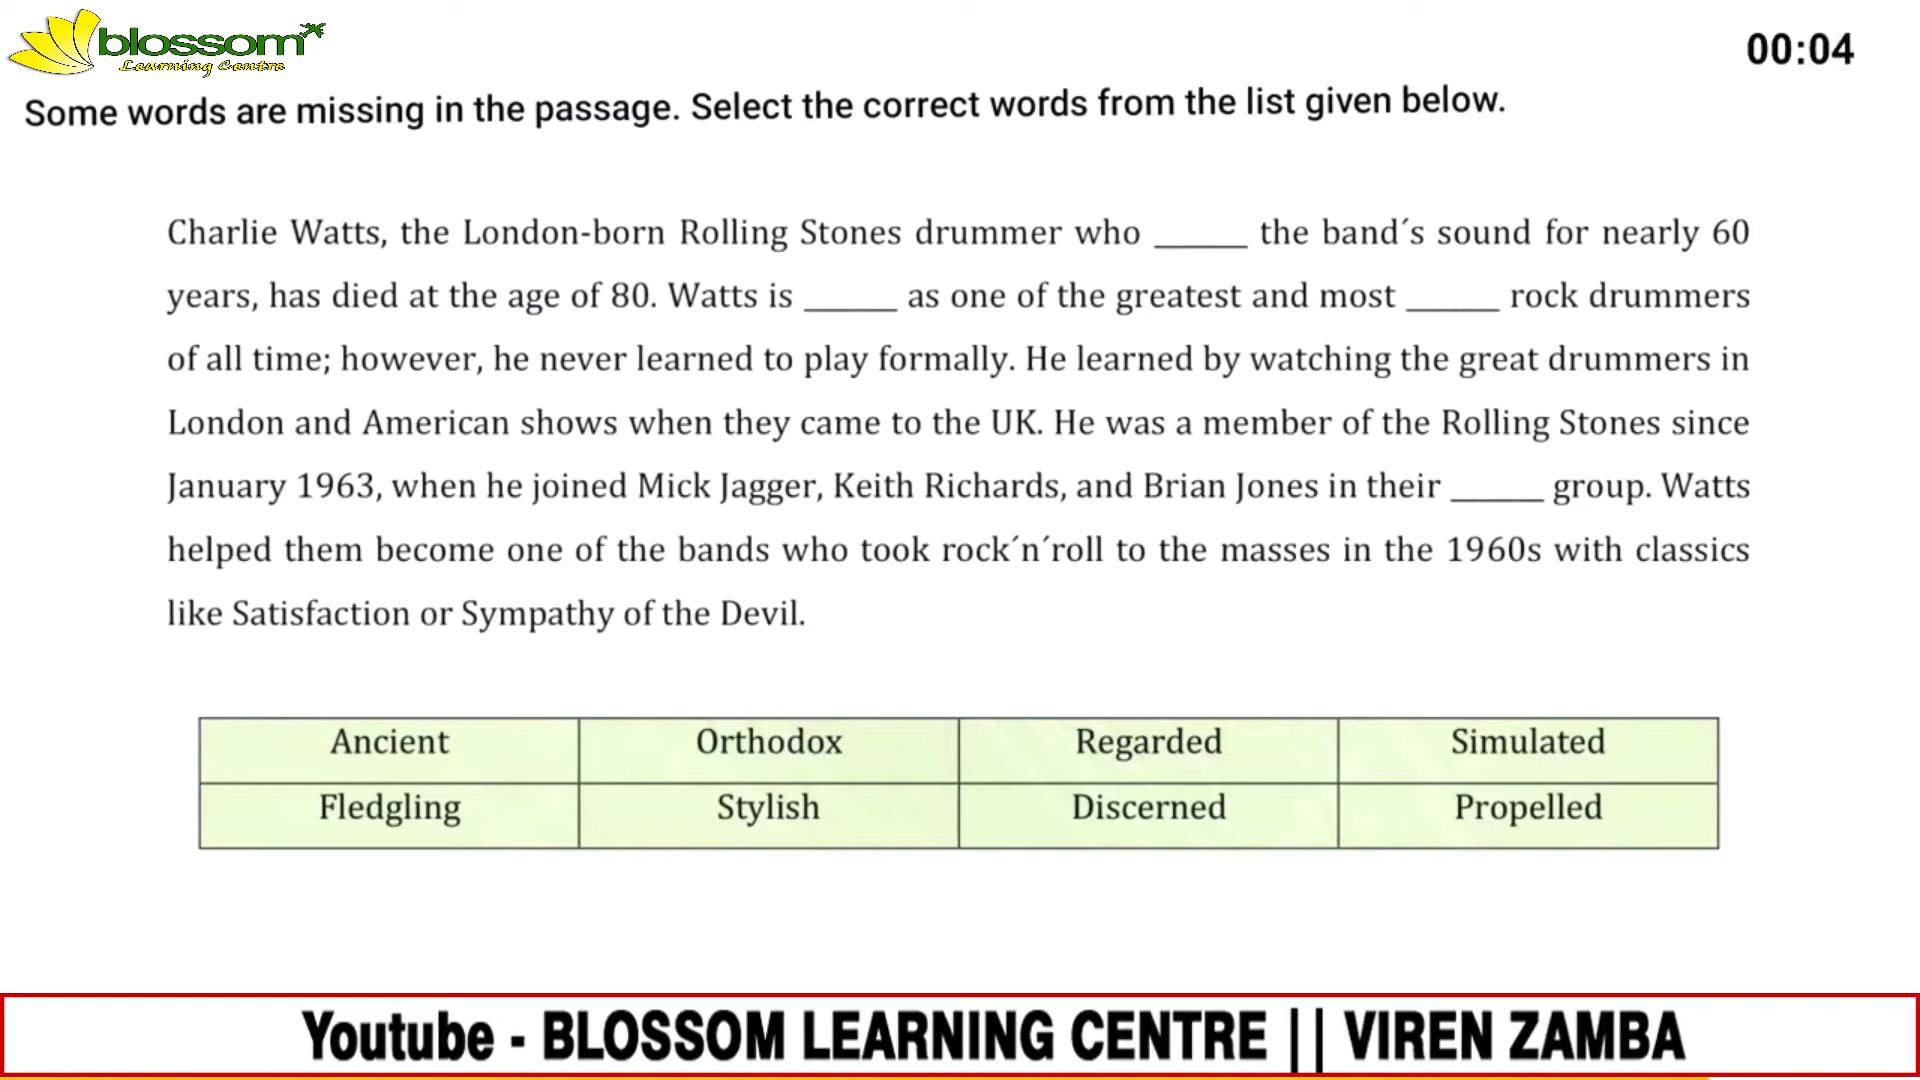 blossom
Learning Centre
00:04
Some words are missing in the passage. Select the correct words from the list given below.
Charlie Watts, the London-born Rolling Stones drummer who _____ the band´s sound for nearly 60
years, has died at the age of 80. Watts is _____ as one of the greatest and most _____ rock drummers
of all time; however, he never learned to play formally. He learned by watching the great drummers in
London and American shows when they came to the UK. He was a member of the Rolling Stones since
January 1963, when he joined Mick Jagger, Keith Richards, and Brian Jones in their _____ group. Watts
helped them become one of the bands who took rock´n´roll to the masses in the 1960s with classics
like Satisfaction or Sympathy of the Devil.
Ancient Orthodox Regarded Simulated
Fledgling Stylish Discerned Propelled
Youtube - BLOSSOM LEARNING CENTRE || VIREN ZAMBA